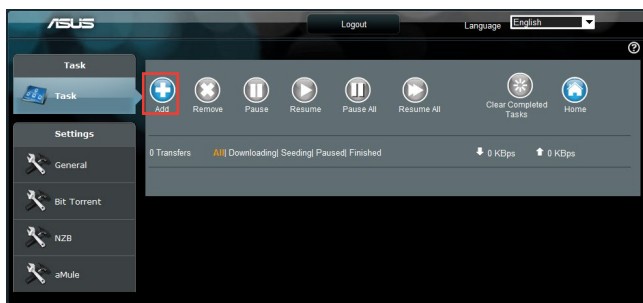 ASUS
Logout
Language English
?
Task
Task
Settings
General
Bit Torrent
NZB
aMule
Add
Remove
Pause
Resume
Pause All
Resume All
Clear Completed
Tasks
Home
0 Transfers All| Downloading| Seeding| Paused| Finished 0 KBps 0 KBps